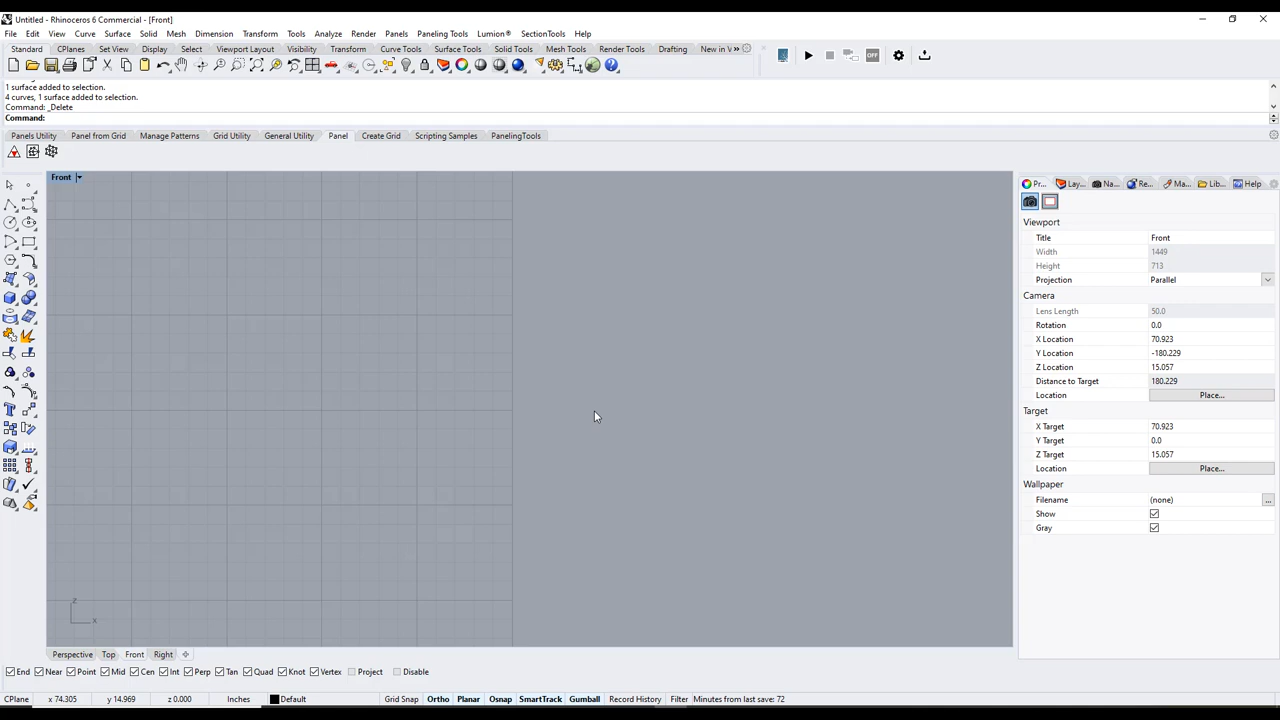 Untitled - Rhinoceros 6 Commercial - [Front]
File Edit View Curve Surface Solid Mesh Dimension Transform Tools Analyze Render Panels Paneling Tools Lumion® SectionTools Help
Standard CPlanes Set View Display Select Viewport Layout Visibility Transform Curve Tools Surface Tools Solid Tools Mesh Tools Render Tools Drafting New in V
OFF
1 surface added to selection.
4 curves, 1 surface added to selection.
Command: _Delete
Command:
Panels Utility Panel from Grid Manage Patterns Grid Utility General Utility Panel Create Grid Scripting Samples PanelingTools
Front
Pr... Lay... Na... Re... Ma... Lib... Help
Viewport
Title Front
Width 1449
Height 713
Projection Parallel
Camera
Lens Length 50.0
Rotation 0.0
X Location 70.923
Y Location -180.229
Z Location 15.057
Distance to Target 180.229
Location Place...
Target
X Target 70.923
Y Target 0.0
Z Target 15.057
Location Place...
Wallpaper
Filename (none) ...
Show
Gray
z
x
Perspective Top Front Right
End Near Point Mid Cen Int Perp Tan Quad Knot Vertex Project Disable
CPlane x 74.305 y 14.969 z 0.000 Inches Default Grid Snap Ortho Planar Osnap SmartTrack Gumball Record History Filter Minutes from last save: 72